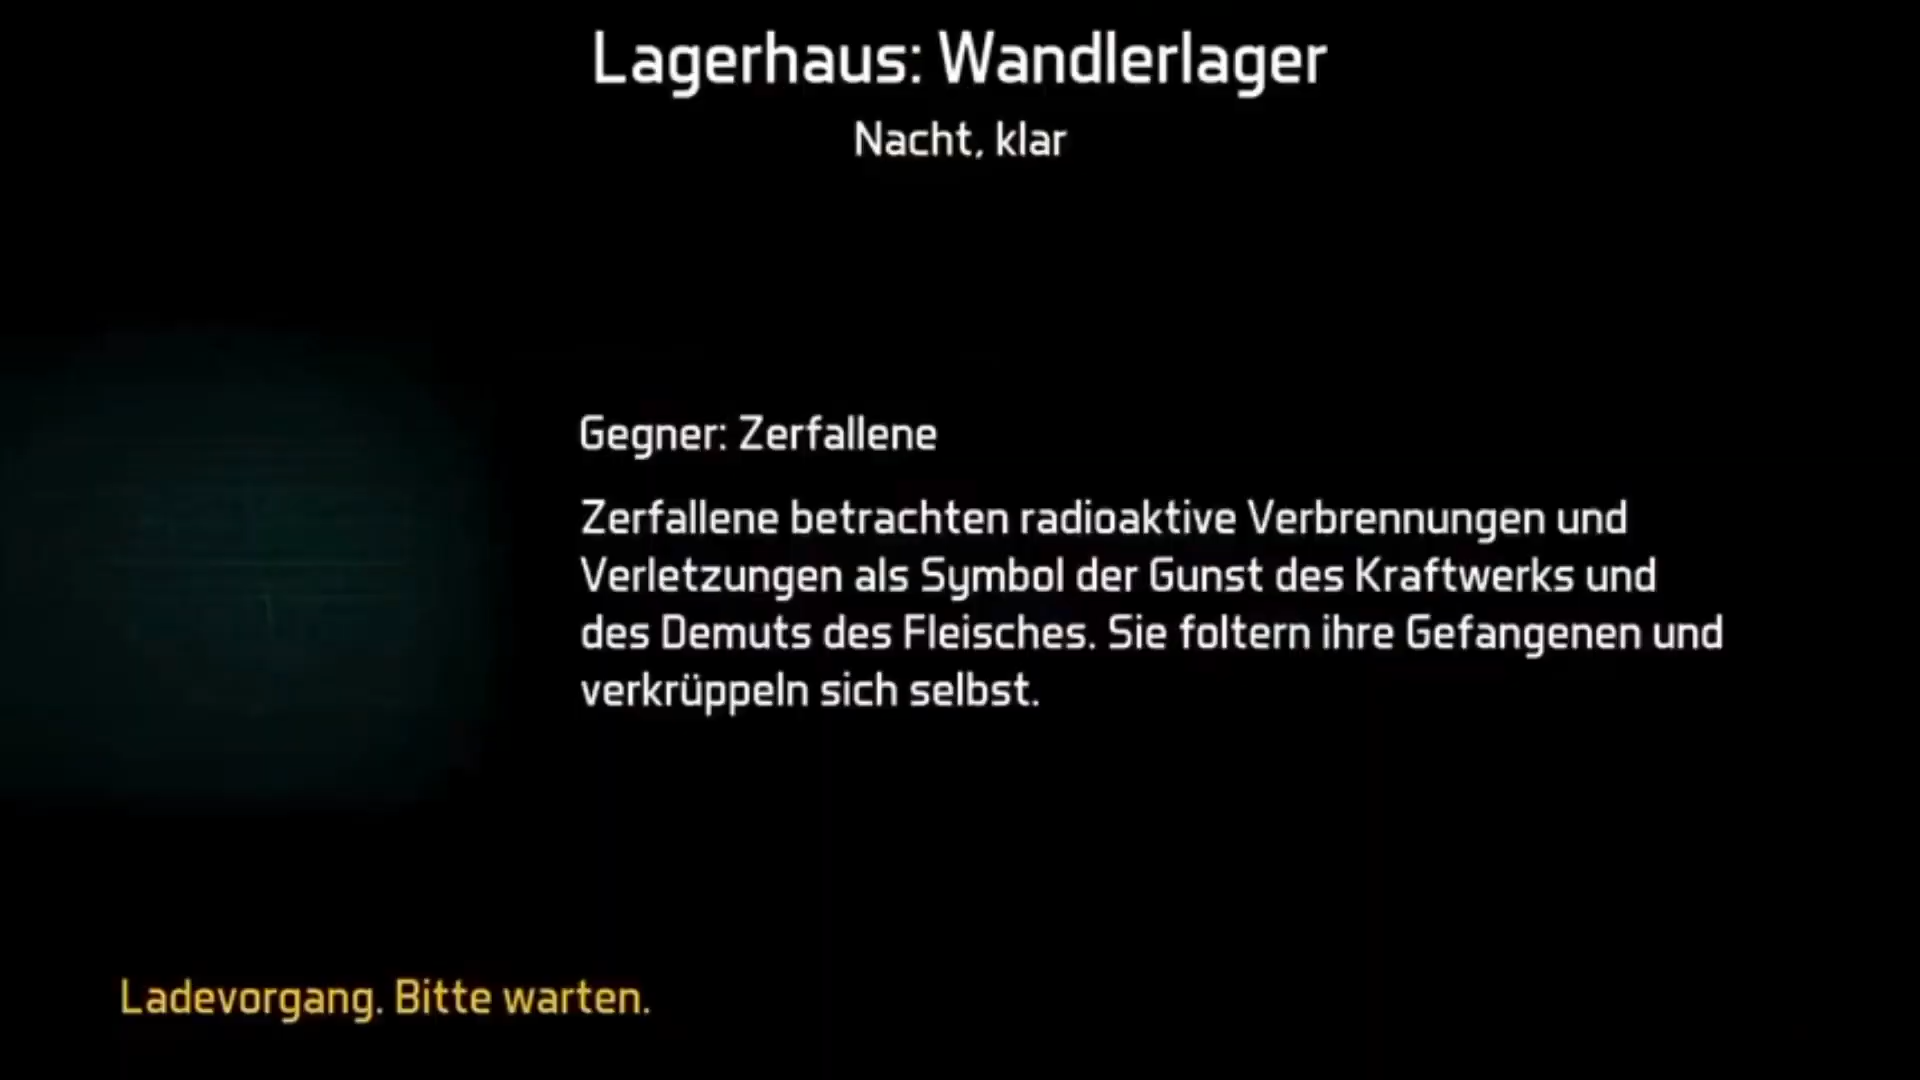 Lagerhaus: Wandlerlager
Nacht, klar
Gegner: Zerfallene
Zerfallene betrachten radioaktive Verbrennungen und
Verletzungen als Symbol der Gunst des Kraftwerks und
des Demuts des Fleisches. Sie foltern ihre Gefangenen und
verkrüppeln sich selbst.
Ladevorgang. Bitte warten.